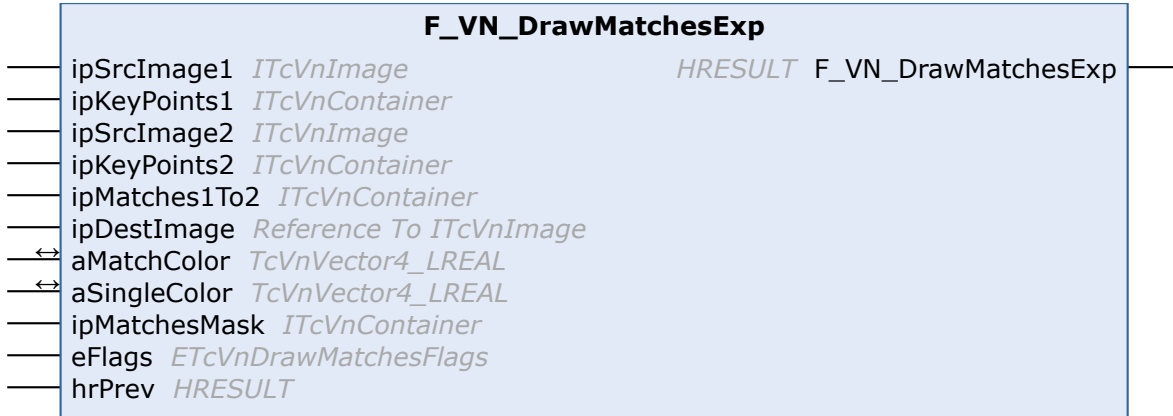 F_VN_DrawMatchesExp
ipSrcImage1 ITcVnImage HRESULT F_VN_DrawMatchesExp
ipKeyPoints1 ITcVnContainer
ipSrcImage2 ITcVnImage
ipKeyPoints2 ITcVnContainer
ipMatches1To2 ITcVnContainer
ipDestImage Reference To ITcVnImage
aMatchColor TcVnVector4_LREAL
aSingleColor TcVnVector4_LREAL
ipMatchesMask ITcVnContainer
eFlags ETcVnDrawMatchesFlags
hrPrev HRESULT